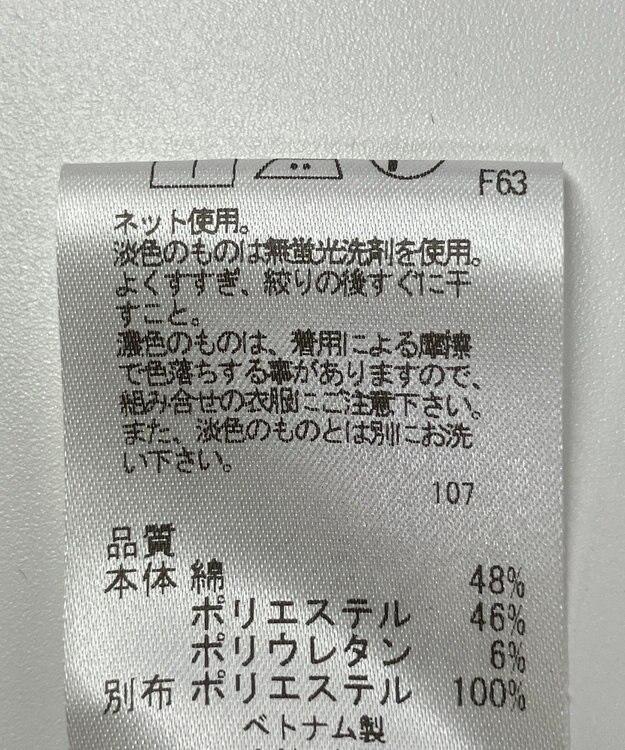 F63
ネット使用。
淡色のものは無蛍光洗剤を使用。
よくすすぎ、絞りの後すぐに干
すこと。
濃色のものは、着用による摩擦
で色落ちする事がありますので、
組み合せの衣服にご注意下さい。
また、淡色のものとは別にお洗
い下さい。
107
品質
本体 綿 48%
ポリエステル 46%
ポリウレタン 6%
別布 ポリエステル 100%
ベトナム製